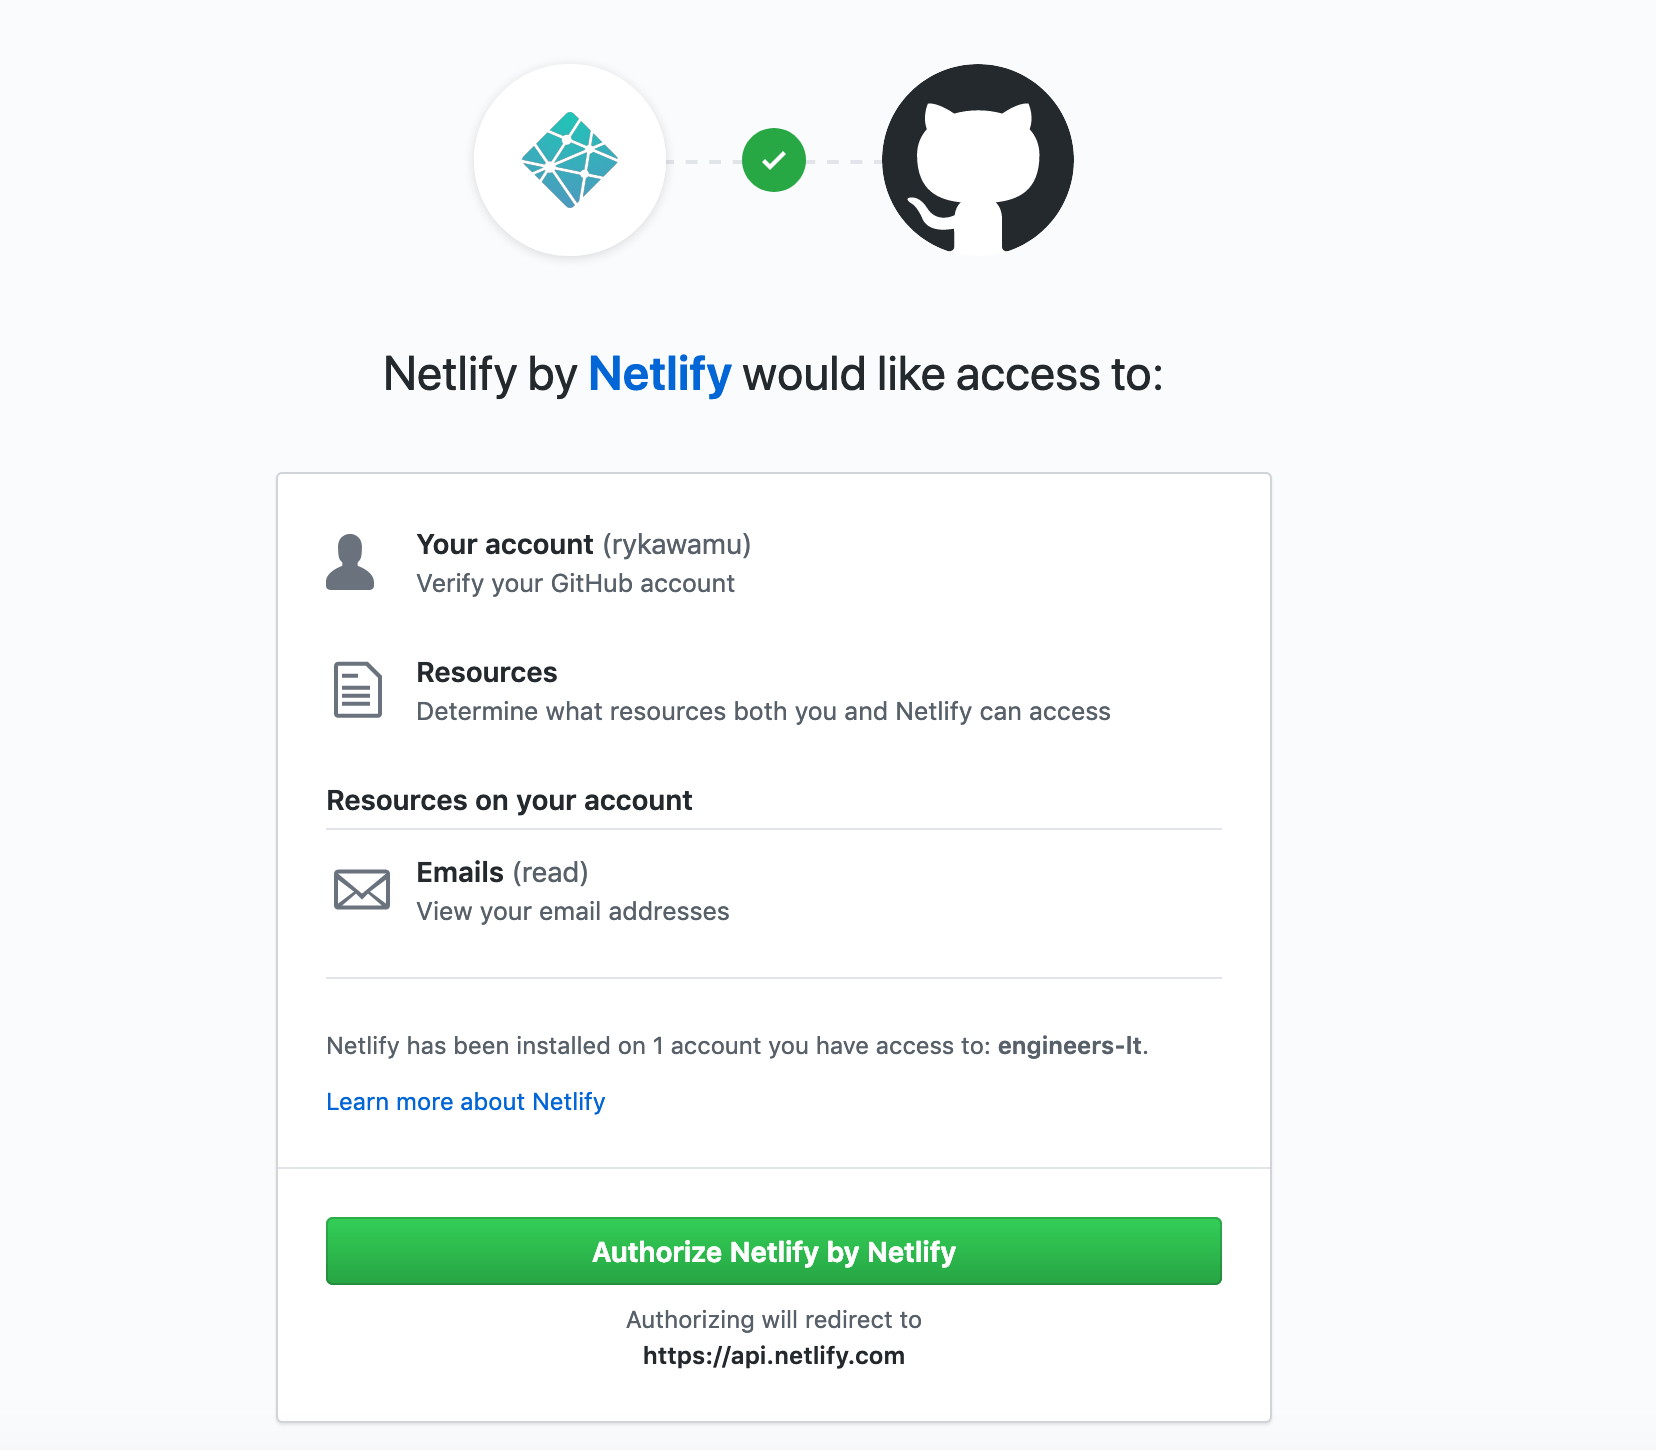 Netlify by Netlify would like access to:
Your account (rykawamu)
Verify your GitHub account
Resources
Determine what resources both you and Netlify can access
Resources on your account
Emails (read)
View your email addresses
Netlify has been installed on 1 account you have access to: engineers-lt.
Learn more about Netlify
Authorize Netlify by Netlify
Authorizing will redirect to
https://api.netlify.com